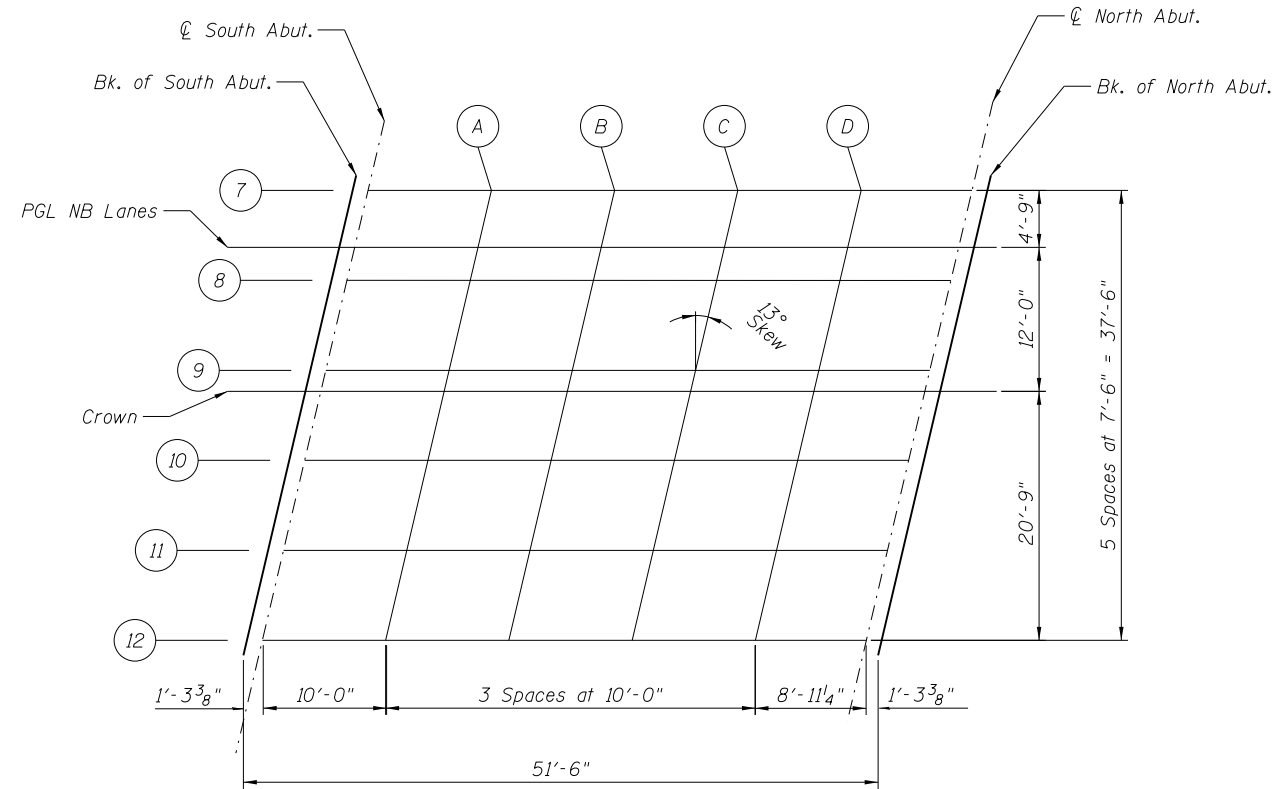 ℄ South Abut.
℄ North Abut.
Bk. of South Abut.
Bk. of North Abut.
A
B
C
D
7
PGL NB Lanes
4'-9"
8
12'-0"
5 Spaces at 7'-6" = 37'-6"
13°
Skew
9
Crown
10
20'-9"
11
12
1'-3 3/8"
10'-0"
3 Spaces at 10'-0"
8'-11 1/4"
1'-3 3/8"
51'-6"